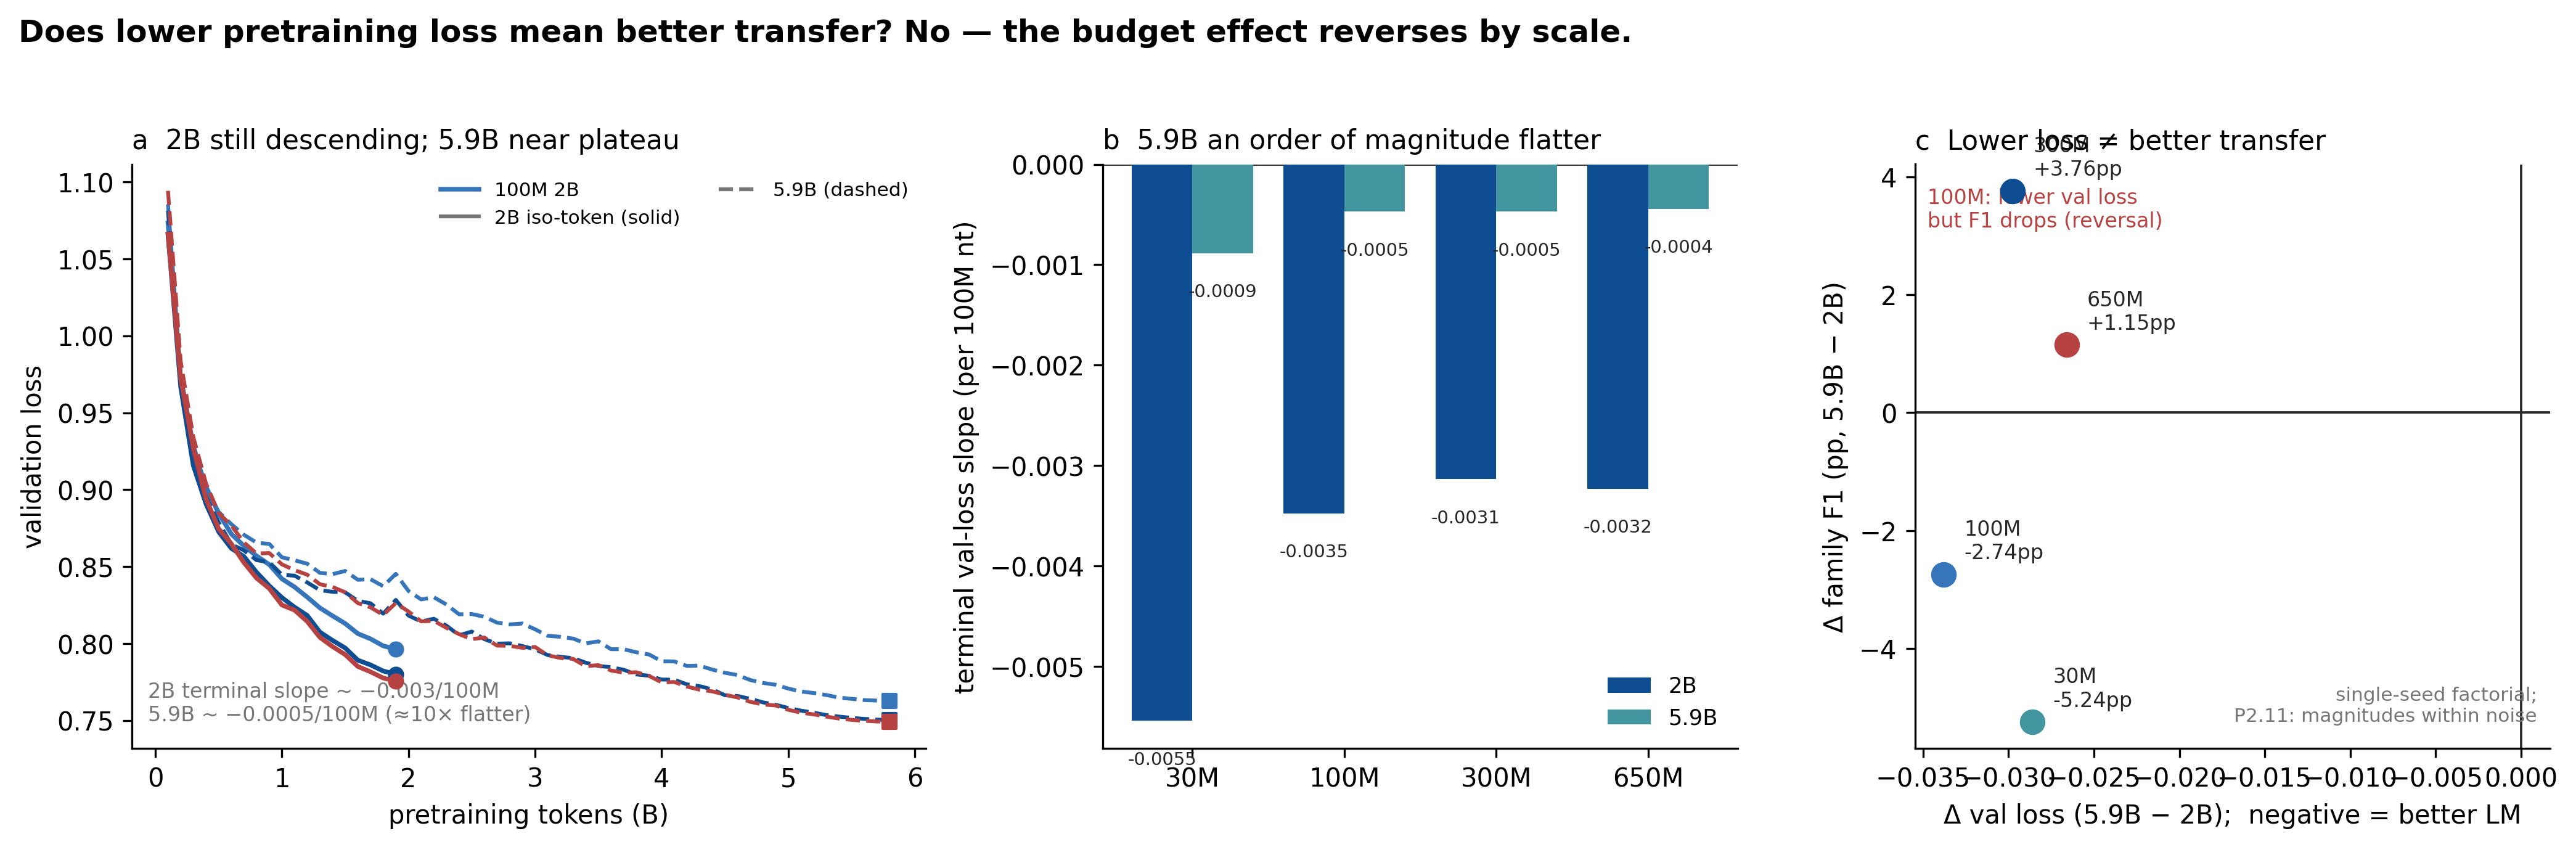 Does lower pretraining loss mean better transfer? No — the budget effect reverses by scale.
a 2B still descending; 5.9B near plateau
1.10
1.05
1.00
0.95
0.90
0.85
0.80
0.75
validation loss
100M 2B
2B iso-token (solid)
5.9B (dashed)
2B terminal slope ~ −0.003/100M
5.9B ~ −0.0005/100M (≈10× flatter)
0
1
2
3
4
5
6
pretraining tokens (B)
b 5.9B an order of magnitude flatter
0.000
−0.001
−0.002
−0.003
−0.004
−0.005
terminal val-loss slope (per 100M nt)
-0.0055
-0.0009
-0.0035
-0.0005
-0.0031
-0.0005
-0.0032
-0.0004
2B
5.9B
30M
100M
300M
650M
c Lower loss ≠ better transfer
300M
+3.76pp
100M: lower val loss
but F1 drops (reversal)
650M
+1.15pp
100M
-2.74pp
30M
-5.24pp
single-seed factorial;
P2.11: magnitudes within noise
4
2
0
−2
−4
Δ family F1 (pp, 5.9B − 2B)
−0.035
−0.030
−0.025
−0.020
−0.015
−0.010
−0.005
0.000
Δ val loss (5.9B − 2B); negative = better LM